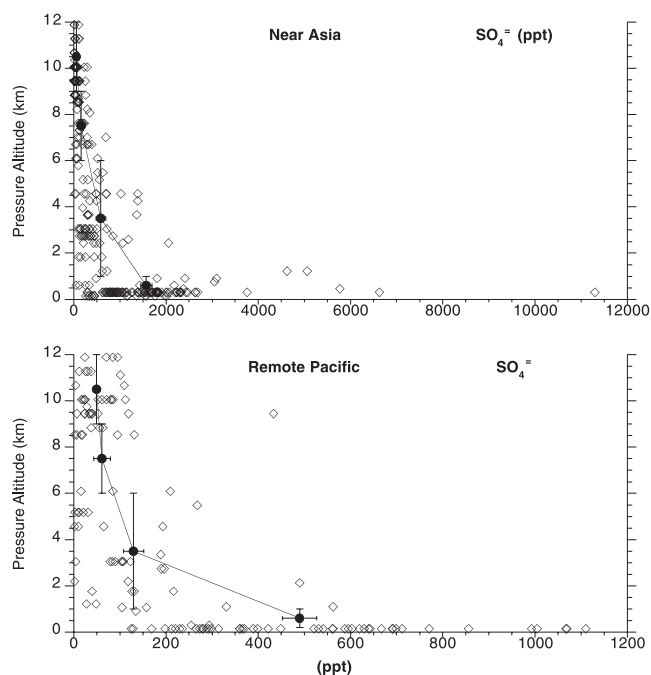 Near Asia
SO4= (ppt)
Pressure Altitude (km)
12
10
8
6
4
2
0
0 2000 4000 6000 8000 10000 12000
Remote Pacific
SO4=
Pressure Altitude (km)
12
10
8
6
4
2
0
0 200 400 600 800 1000 1200
(ppt)